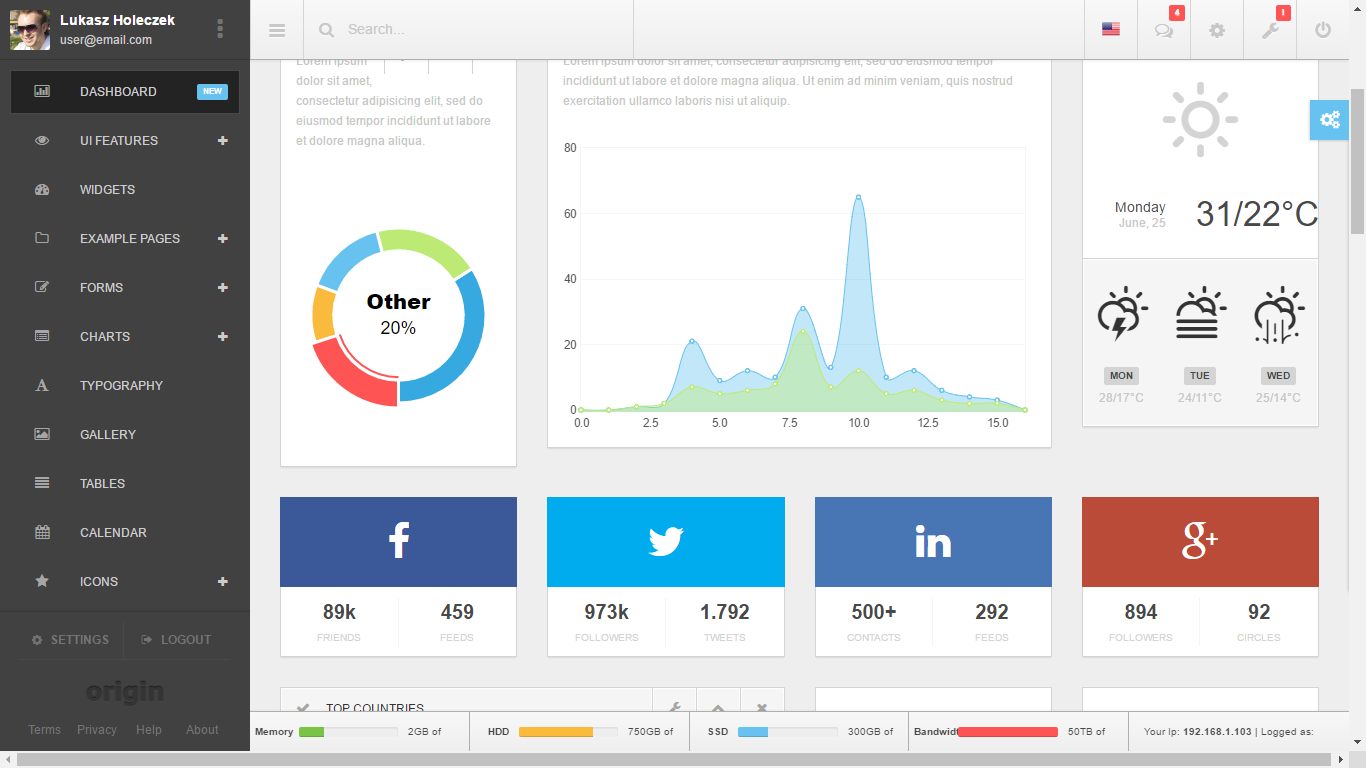 Lukasz Holeczek
user@email.com
Search...
4
!
DASHBOARD NEW
UI FEATURES
WIDGETS
EXAMPLE PAGES
FORMS
CHARTS
TYPOGRAPHY
GALLERY
TABLES
CALENDAR
ICONS
SETTINGS LOGOUT
origin
Terms Privacy Help About
Lorem ipsum
dolor sit amet,
consectetur adipisicing elit, sed do
eiusmod tempor incididunt ut labore
et dolore magna aliqua.
Other
20%
Lorem ipsum dolor sit amet, consectetur adipisicing elit, sed do eiusmod tempor
incididunt ut labore et dolore magna aliqua. Ut enim ad minim veniam, quis nostrud
exercitation ullamco laboris nisi ut aliquip.
80
60
40
20
0
0.0 2.5 5.0 7.5 10.0 12.5 15.0
Monday
June, 25
31/22°C
MON TUE WED
28/17°C 24/11°C 25/14°C
f
in
g+
89k 459
FRIENDS FEEDS
973k 1.792
FOLLOWERS TWEETS
500+ 292
CONTACTS FEEDS
894 92
FOLLOWERS CIRCLES
TOP COUNTRIES
Memory 2GB of
HDD 750GB of
SSD 300GB of
Bandwidt 50TB of
Your Ip: 192.168.1.103 | Logged as: